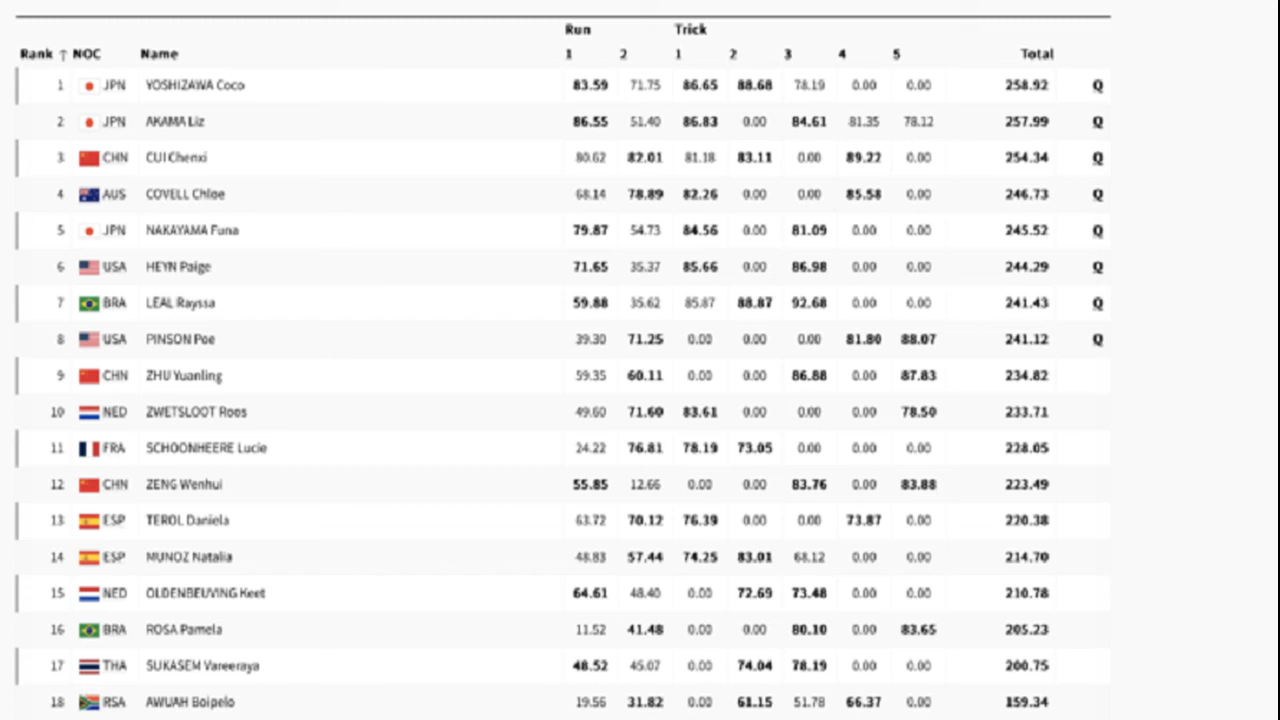 Run Trick
Rank ↑ NOC Name 1 2 1 2 3 4 5 Total
1 JPN YOSHIZAWA Coco 83.59 71.75 86.65 88.68 78.19 0.00 0.00 258.92 Q
2 JPN AKAMA Liz 86.55 51.40 86.83 0.00 84.61 81.35 78.12 257.99 Q
3 CHN CUI Chenxi 80.62 82.01 81.18 83.11 0.00 89.22 0.00 254.34 Q
4 AUS COVELL Chloe 68.14 78.89 82.26 0.00 0.00 85.58 0.00 246.73 Q
5 JPN NAKAYAMA Funa 79.87 54.73 84.56 0.00 81.09 0.00 0.00 245.52 Q
6 USA HEYN Paige 71.65 35.37 85.66 0.00 86.98 0.00 0.00 244.29 Q
7 BRA LEAL Rayssa 59.88 35.62 85.87 88.87 92.68 0.00 0.00 241.43 Q
8 USA PINSON Poe 39.30 71.25 0.00 0.00 0.00 81.80 88.07 241.12 Q
9 CHN ZHU Yuanling 59.35 60.11 0.00 0.00 86.88 0.00 87.83 234.82
10 NED ZWETSLOOT Roos 49.60 71.60 83.61 0.00 0.00 0.00 78.50 233.71
11 FRA SCHOONHEERE Lucie 24.22 76.81 78.19 73.05 0.00 0.00 0.00 228.05
12 CHN ZENG Wenhui 55.85 12.66 0.00 0.00 83.76 0.00 83.88 223.49
13 ESP TEROL Daniela 63.72 70.12 76.39 0.00 0.00 73.87 0.00 220.38
14 ESP MUNOZ Natalia 48.83 57.44 74.25 83.01 68.12 0.00 0.00 214.70
15 NED OLDENBEUVING Keet 64.61 48.40 0.00 72.69 73.48 0.00 0.00 210.78
16 BRA ROSA Pamela 11.52 41.48 0.00 0.00 80.10 0.00 83.65 205.23
17 THA SUKASEM Vareeraya 48.52 45.07 0.00 74.04 78.19 0.00 0.00 200.75
18 RSA AWUAH Boipelo 19.56 31.82 0.00 61.15 51.78 66.37 0.00 159.34